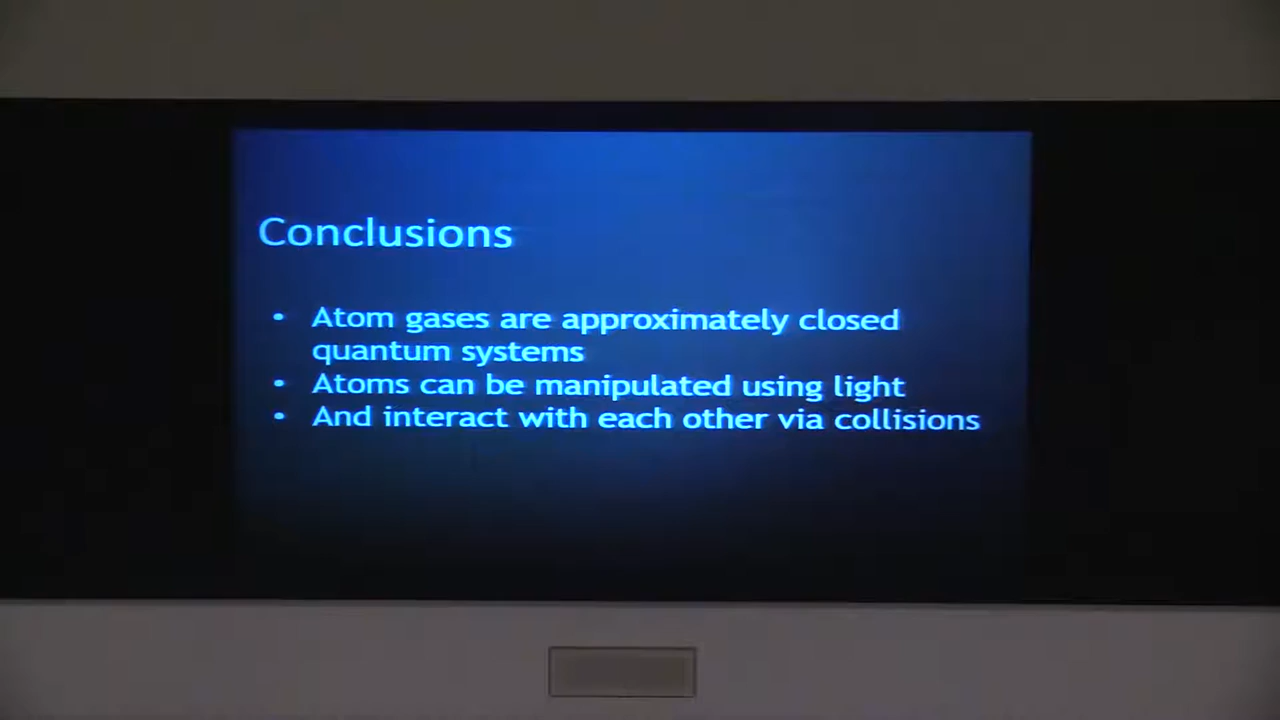 Conclusions
• Atom gases are approximately closed
quantum systems
• Atoms can be manipulated using light
• And interact with each other via collisions